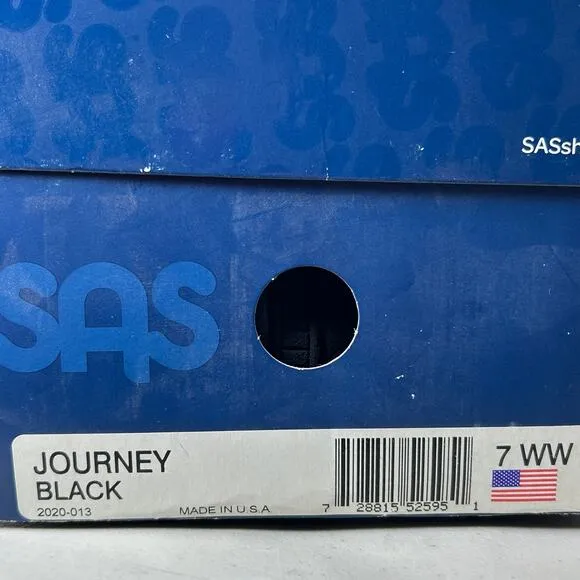 SASsh
SAS
JOURNEY
BLACK
2020-013
MADE IN U.S.A
7 28815 52595 1
7 WW